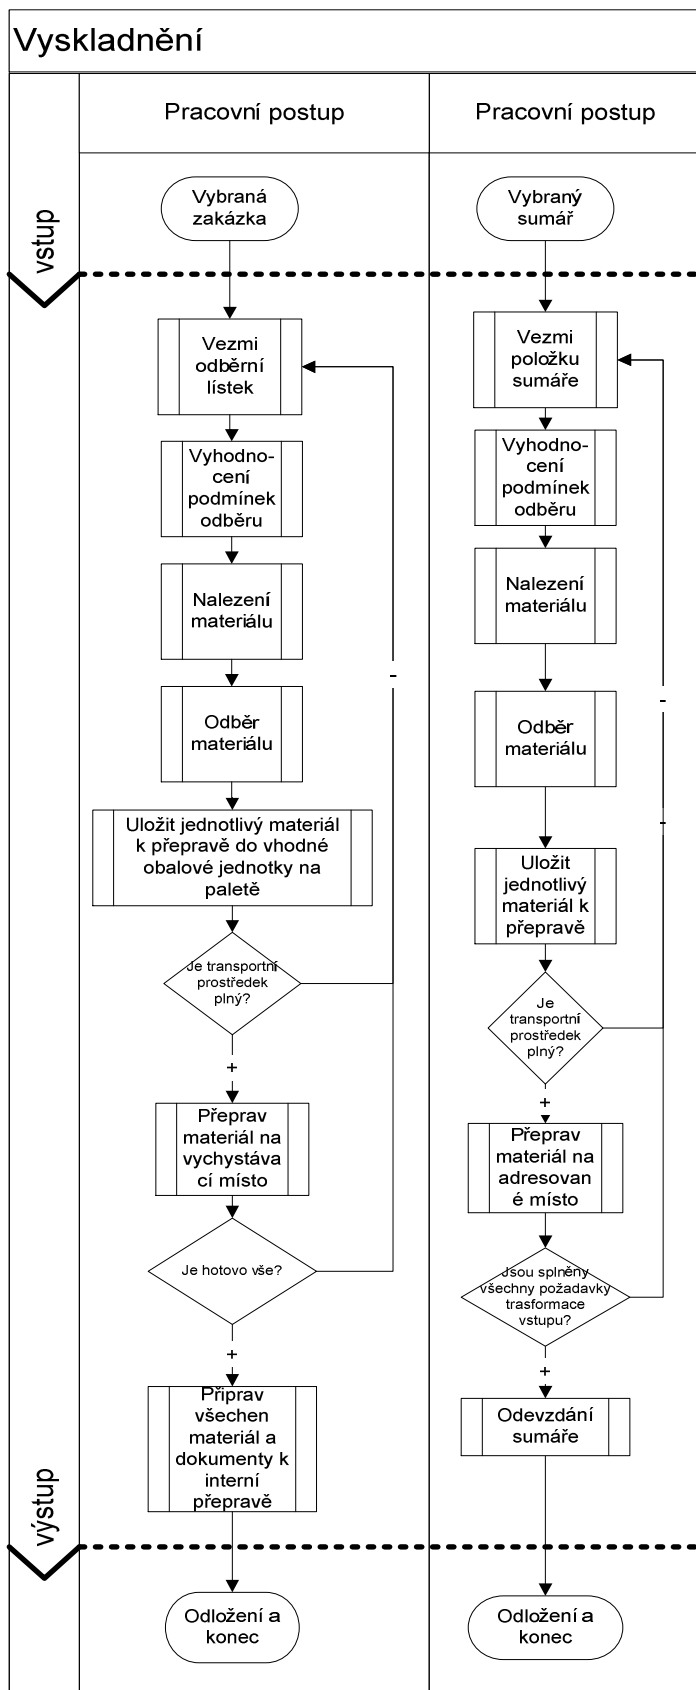 Vyskladnění
Pracovní postup
Pracovní postup
vstup
Vybraná
zakázka
Vezmi
odběrní
lístek
Vyhodno-
cení
podmínek
odběru
Nalezení
materiálu
-
Odběr
materiálu
Uložit jednotlivý materiál
k přepravě do vhodné
obalové jednotky na
paletě
Je transportní
prostředek
plný?
+
Přeprav
materiál na
vychystáva
cí místo
Je hotovo vše?
+
Připrav
všechen
materiál a
dokumenty k
interní
přepravě
Odložení a
konec
Vybraný
sumář
Vezmi
položku
sumáře
Vyhodno-
cení
podmínek
odběru
Nalezení
materiálu
-
Odběr
materiálu
-
Uložit
jednotlivý
materiál k
přepravě
Je
transportní
prostředek
plný?
+
Přeprav
materiál na
adresovan
é místo
Jsou splněny
všechny požadavky
trasformace
vstupu?
+
Odevzdání
sumáře
Odložení a
konec
výstup